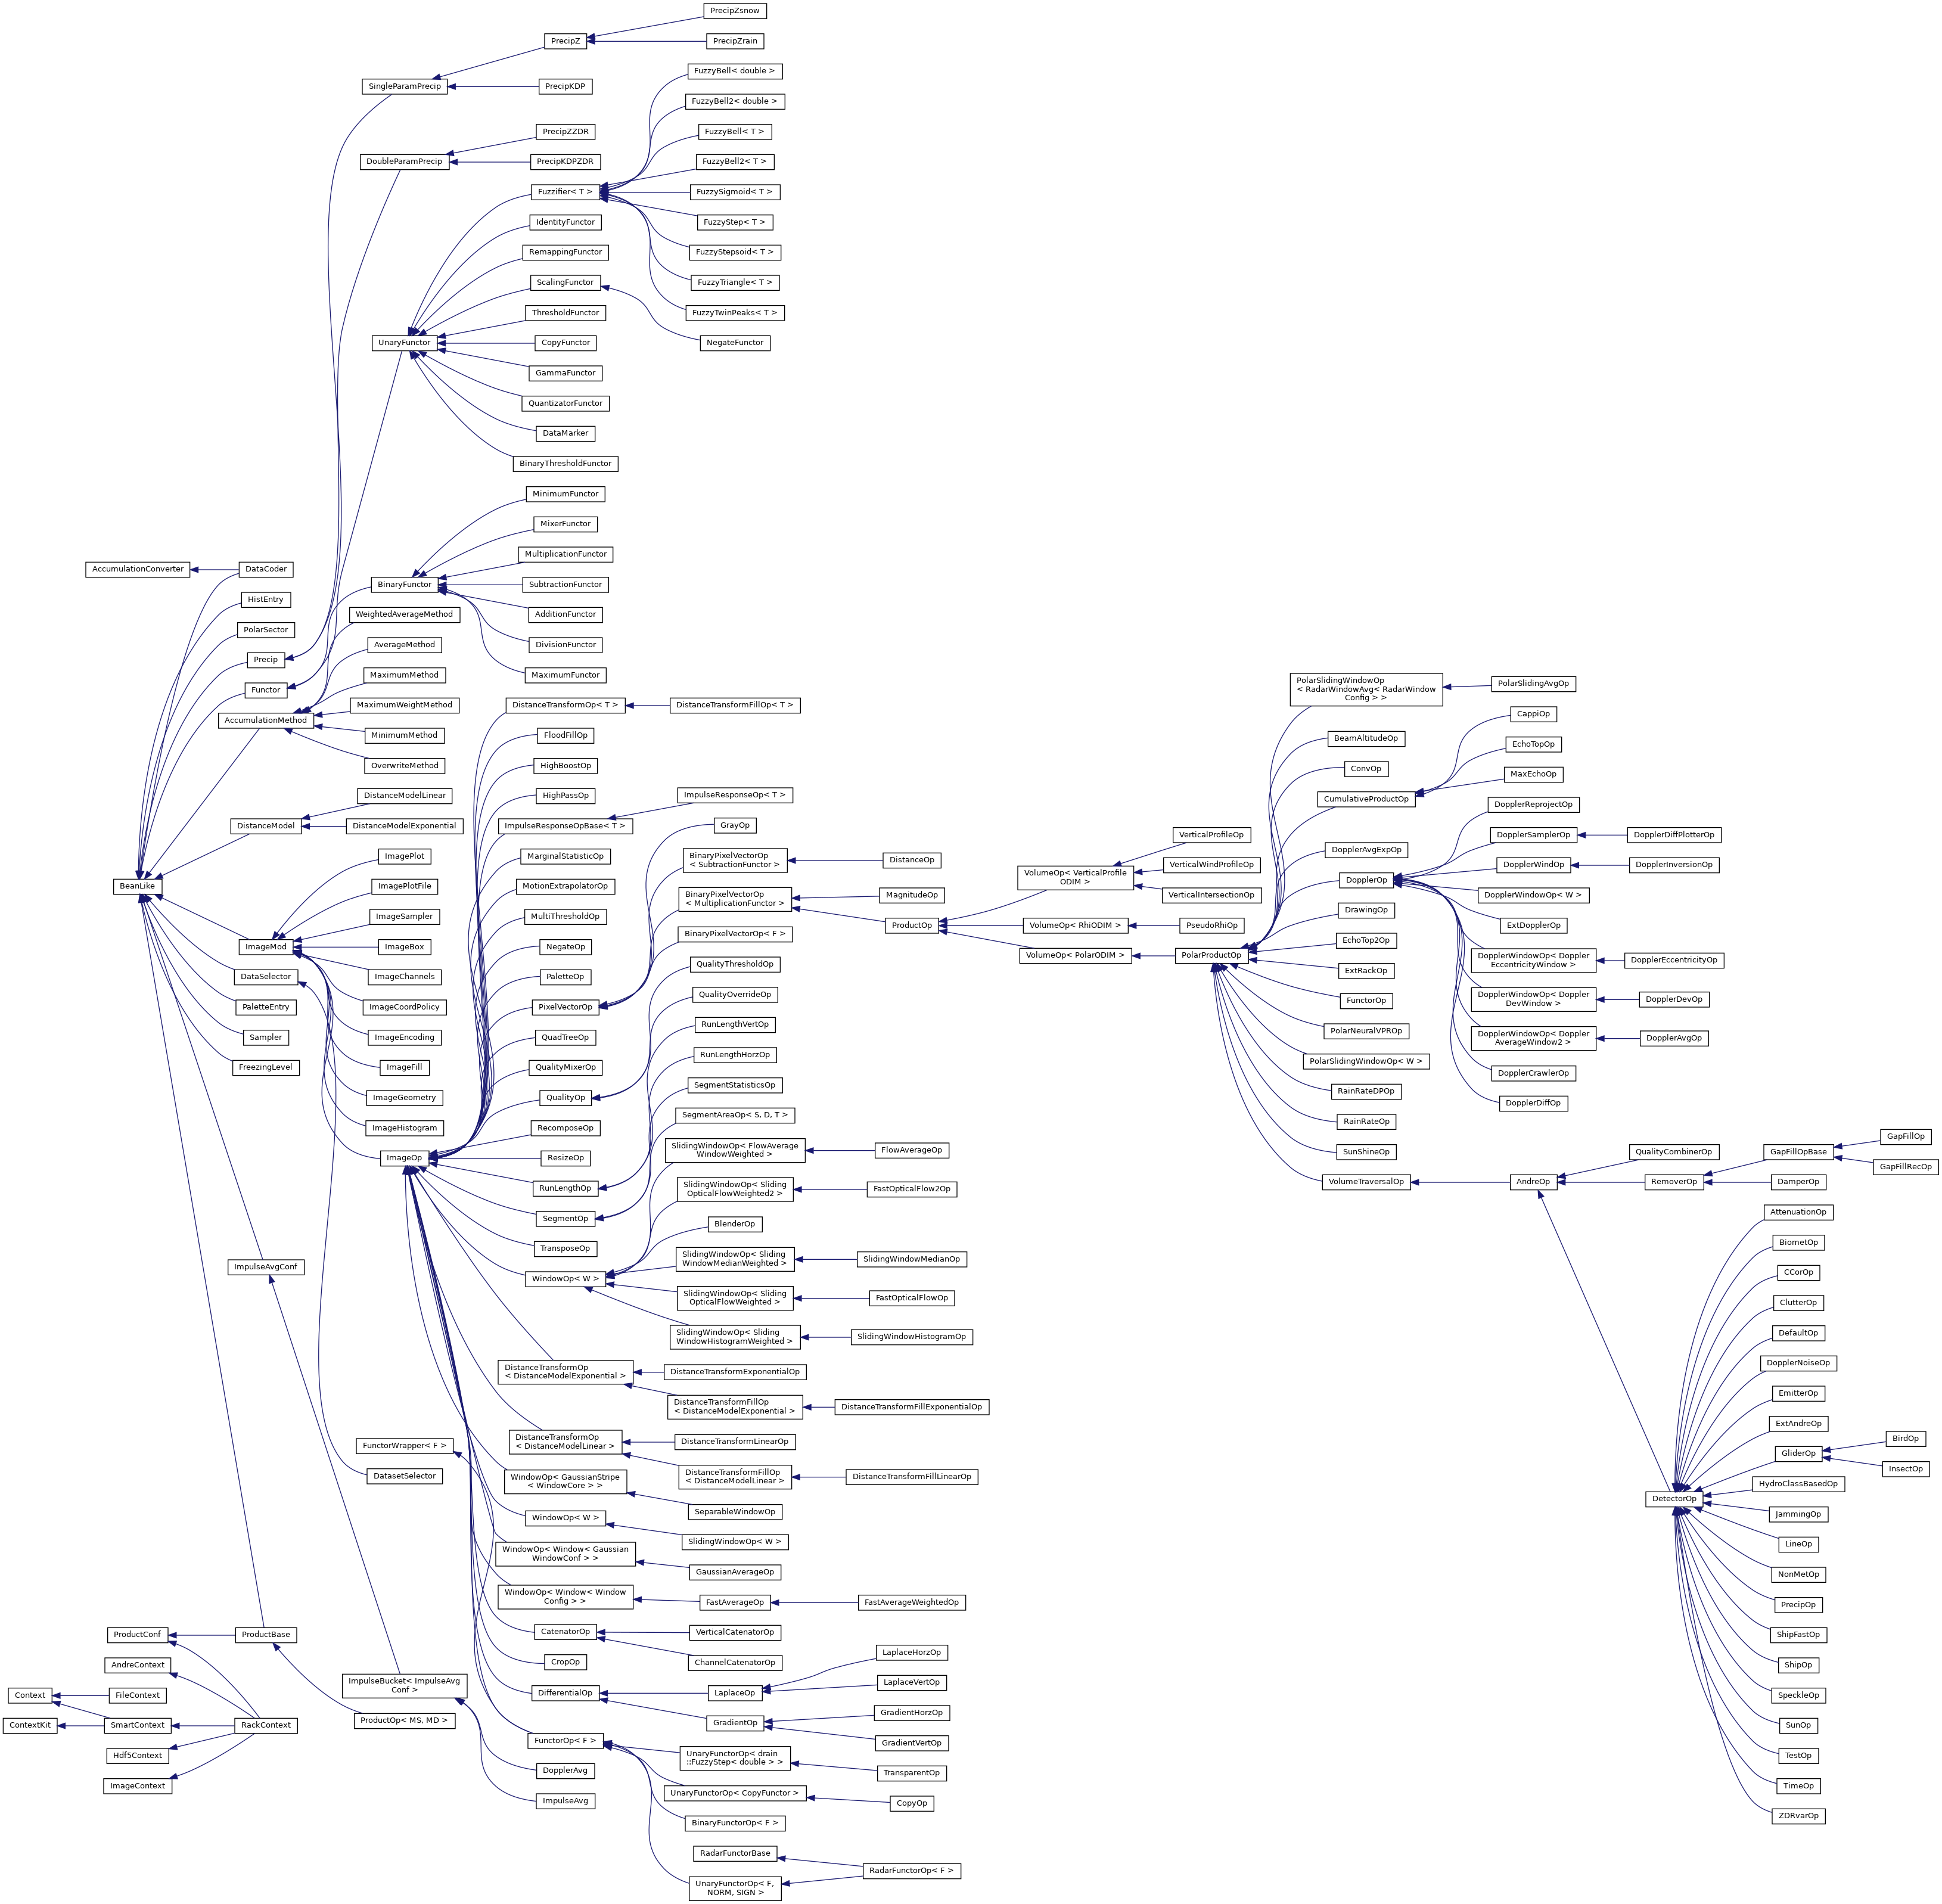 PrecipZsnow
PrecipZ
PrecipZrain
FuzzyBell< double >
SingleParamPrecip
PrecipKDP
FuzzyBell2< double >
PrecipZZDR
FuzzyBell< T >
DoubleParamPrecip
PrecipKDPZDR
FuzzyBell2< T >
Fuzzifier< T >
FuzzySigmoid< T >
IdentityFunctor
FuzzyStep< T >
RemappingFunctor
FuzzyStepsoid< T >
ScalingFunctor
FuzzyTriangle< T >
ThresholdFunctor
FuzzyTwinPeaks< T >
UnaryFunctor
CopyFunctor
NegateFunctor
GammaFunctor
QuantizatorFunctor
DataMarker
BinaryThresholdFunctor
MinimumFunctor
MixerFunctor
MultiplicationFunctor
AccumulationConverter
DataCoder
BinaryFunctor
SubtractionFunctor
HistEntry
WeightedAverageMethod
AdditionFunctor
PolarSector
AverageMethod
DivisionFunctor
Precip
MaximumMethod
MaximumFunctor
Functor
MaximumWeightMethod
AccumulationMethod
MinimumMethod
OverwriteMethod
DistanceTransformOp< T >
DistanceTransformFillOp< T >
FloodFillOp
HighBoostOp
HighPassOp
DistanceModelLinear
DistanceModel
DistanceModelExponential
ImpulseResponseOpBase< T >
ImpulseResponseOp< T >
GrayOp
BeanLike
ImagePlot
ImagePlotFile
ImageSampler
ImageMod
ImageBox
DataSelector
ImageChannels
PaletteEntry
ImageCoordPolicy
Sampler
ImageEncoding
FreezingLevel
ImageFill
ImageGeometry
ImageHistogram
ImageOp
MarginalStatisticOp
MotionExtrapolatorOp
MultiThresholdOp
NegateOp
PaletteOp
PixelVectorOp
QuadTreeOp
QualityMixerOp
QualityOp
RecomposeOp
ResizeOp
RunLengthOp
SegmentOp
TransposeOp
WindowOp< W >
BinaryPixelVectorOp
< SubtractionFunctor >
DistanceOp
BinaryPixelVectorOp
< MultiplicationFunctor >
MagnitudeOp
BinaryPixelVectorOp< F >
QualityThresholdOp
QualityOverrideOp
RunLengthVertOp
RunLengthHorzOp
SegmentStatisticsOp
SegmentAreaOp< S, D, T >
SlidingWindowOp< FlowAverage
WindowWeighted >
FlowAverageOp
SlidingWindowOp< Sliding
OpticalFlowWeighted2 >
FastOpticalFlow2Op
BlenderOp
SlidingWindowOp< Sliding
WindowMedianWeighted >
SlidingWindowMedianOp
SlidingWindowOp< Sliding
OpticalFlowWeighted >
FastOpticalFlowOp
SlidingWindowOp< Sliding
WindowHistogramWeighted >
SlidingWindowHistogramOp
ProductOp
VolumeOp< VerticalProfile
ODIM >
VerticalProfileOp
VerticalWindProfileOp
VerticalIntersectionOp
VolumeOp< RhiODIM >
PseudoRhiOp
VolumeOp< PolarODIM >
PolarProductOp
PolarSlidingWindowOp
< RadarWindowAvg< RadarWindow
Config > >
PolarSlidingAvgOp
BeamAltitudeOp
ConvOp
CumulativeProductOp
CappiOp
EchoTopOp
MaxEchoOp
DopplerAvgExpOp
DopplerOp
DopplerReprojectOp
DopplerSamplerOp
DopplerDiffPlotterOp
DopplerWindOp
DopplerInversionOp
DopplerWindowOp< W >
ExtDopplerOp
DopplerWindowOp< Doppler
EccentricityWindow >
DopplerEccentricityOp
DopplerWindowOp< Doppler
DevWindow >
DopplerDevOp
DopplerWindowOp< Doppler
AverageWindow2 >
DopplerAvgOp
DopplerCrawlerOp
DopplerDiffOp
DrawingOp
EchoTop2Op
ExtRackOp
FunctorOp
PolarNeuralVPROp
PolarSlidingWindowOp< W >
RainRateDPOp
RainRateOp
SunShineOp
VolumeTraversalOp
AndreOp
QualityCombinerOp
RemoverOp
GapFillOpBase
GapFillOp
GapFillRecOp
DamperOp
DetectorOp
AttenuationOp
BiometOp
CCorOp
ClutterOp
DefaultOp
DopplerNoiseOp
EmitterOp
ExtAndreOp
GliderOp
BirdOp
InsectOp
HydroClassBasedOp
JammingOp
LineOp
NonMetOp
PrecipOp
ShipFastOp
ShipOp
SpeckleOp
SunOp
TestOp
TimeOp
ZDRvarOp
ImpulseAvgConf
DistanceTransformOp
< DistanceModelExponential >
DistanceTransformExponentialOp
DistanceTransformFillOp
< DistanceModelExponential >
DistanceTransformFillExponentialOp
DistanceTransformOp
< DistanceModelLinear >
DistanceTransformLinearOp
DistanceTransformFillOp
< DistanceModelLinear >
DistanceTransformFillLinearOp
FunctorWrapper< F >
DatasetSelector
WindowOp< GaussianStripe
< WindowCore > >
SeparableWindowOp
WindowOp< W >
SlidingWindowOp< W >
WindowOp< Window< Gaussian
WindowConf > >
GaussianAverageOp
WindowOp< Window< Window
Config > >
FastAverageOp
FastAverageWeightedOp
CatenatorOp
VerticalCatenatorOp
ChannelCatenatorOp
CropOp
DifferentialOp
LaplaceOp
LaplaceHorzOp
LaplaceVertOp
GradientOp
GradientHorzOp
GradientVertOp
FunctorOp< F >
UnaryFunctorOp< drain
::FuzzyStep< double > >
TransparentOp
UnaryFunctorOp< CopyFunctor >
CopyOp
BinaryFunctorOp< F >
RadarFunctorBase
RadarFunctorOp< F >
UnaryFunctorOp< F,
NORM, SIGN >
ProductConf
ProductBase
AndreContext
ImpulseBucket< ImpulseAvg
Conf >
Context
FileContext
ContextKit
SmartContext
RackContext
ProductOp< MS, MD >
Hdf5Context
ImageContext
DopplerAvg
ImpulseAvg